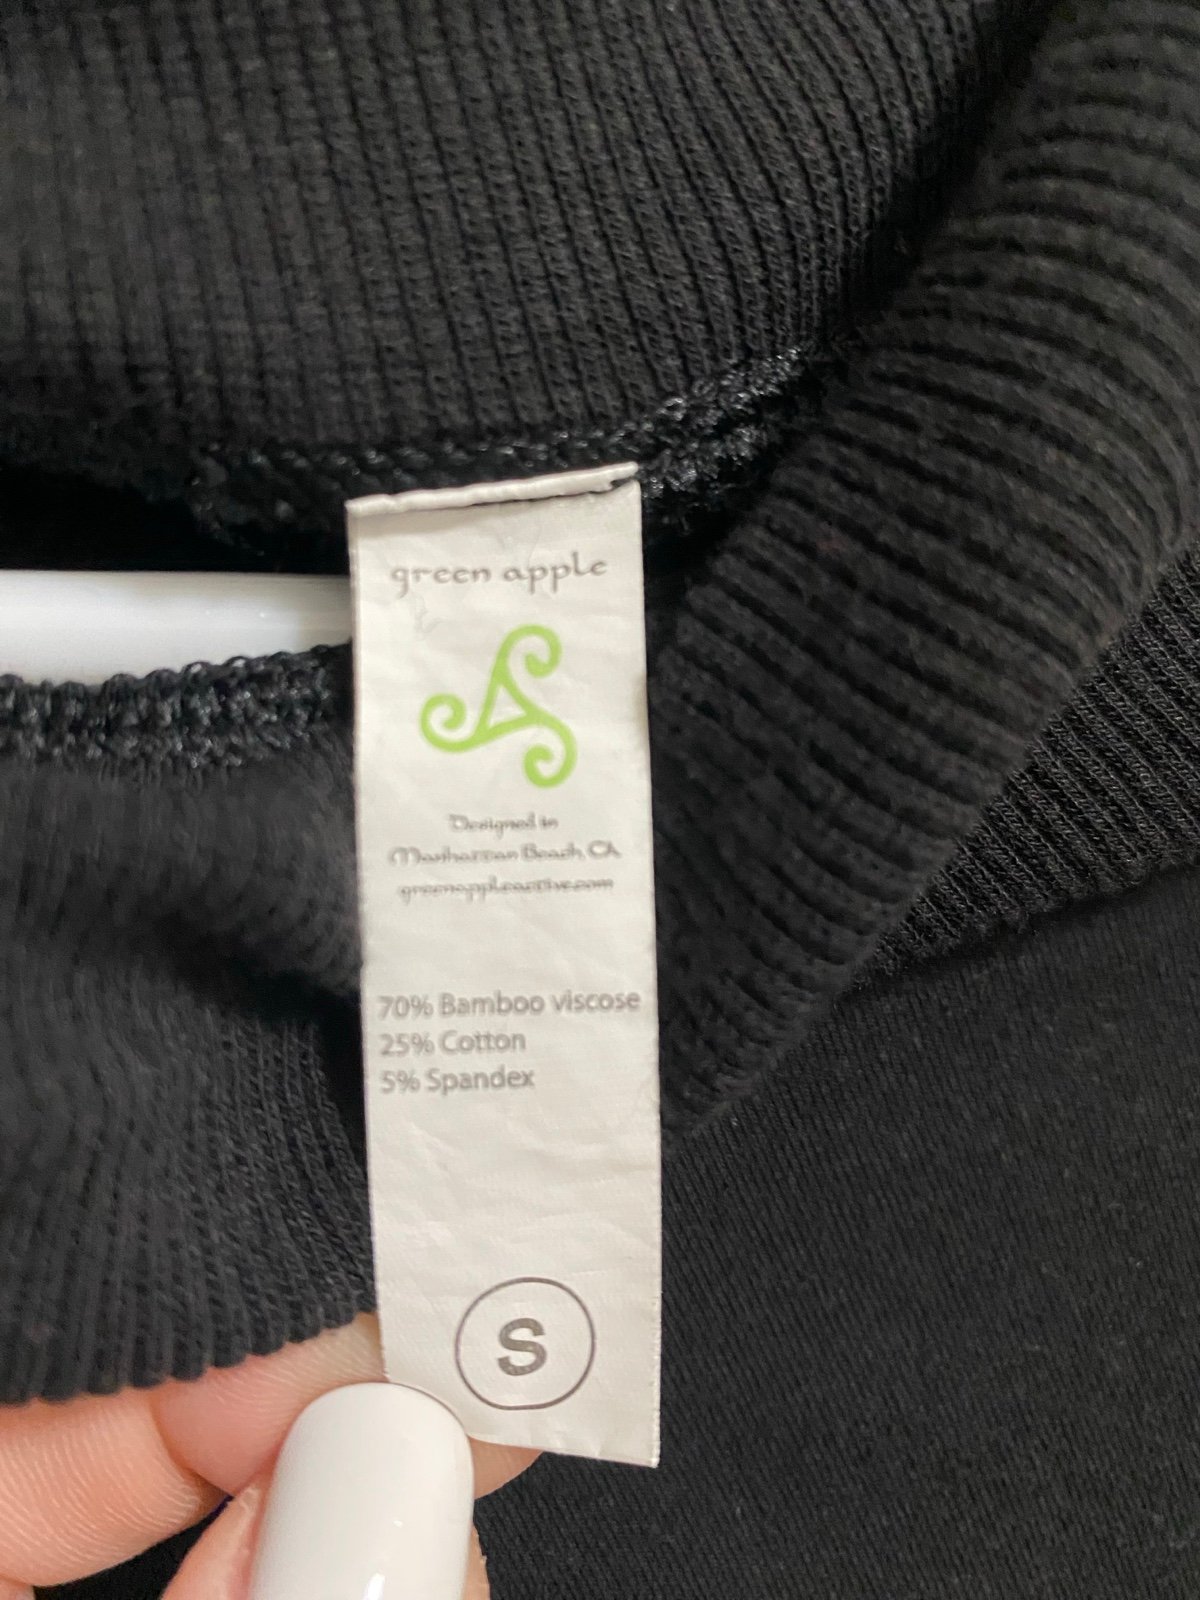 green apple
Designed in
Manhattan Beach, CA
greenappleactive.com
70% Bamboo viscose
25% Cotton
5% Spandex
S